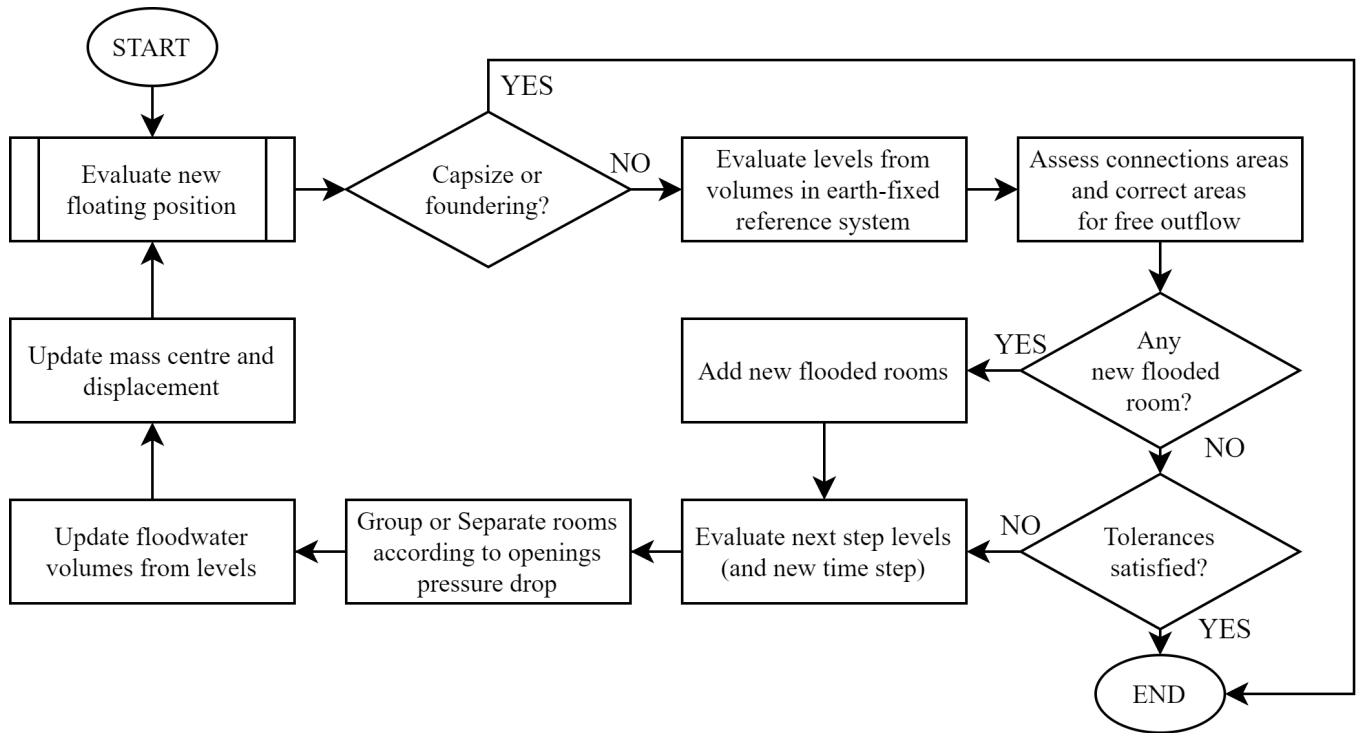 START
YES
Evaluate new
floating position
Capsize or
foundering?
NO
Evaluate levels from
volumes in earth-fixed
reference system
Assess connections areas
and correct areas
for free outflow
Update mass centre and
displacement
Add new flooded rooms
YES
Any
new flooded
room?
NO
Update floodwater
volumes from levels
Group or Separate rooms
according to openings
pressure drop
Evaluate next step levels
(and new time step)
NO
Tolerances
satisfied?
YES
END